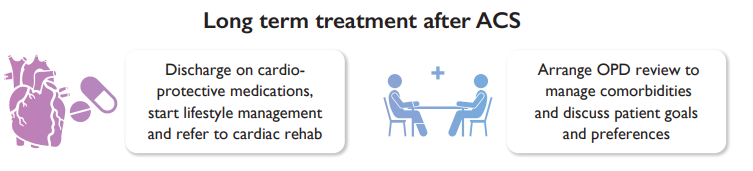 Long term treatment after ACS
Discharge on cardio-
protective medications,
start lifestyle management
and refer to cardiac rehab
+
Arrange OPD review to
manage comorbidities
and discuss patient goals
and preferences